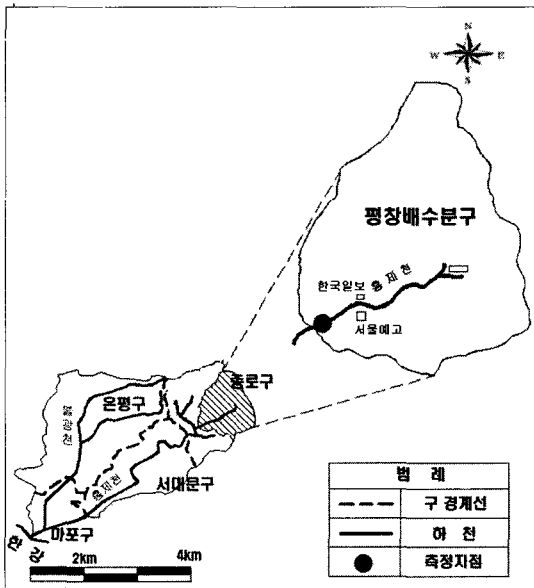 N
W E
S
평창배수분구
한국일보
홍제천
서울예고
종로구
은평구
불광천
홍제천
서대문구
마포구
한강
2km 4km
범 례
구 경계선
하 천
측정지점